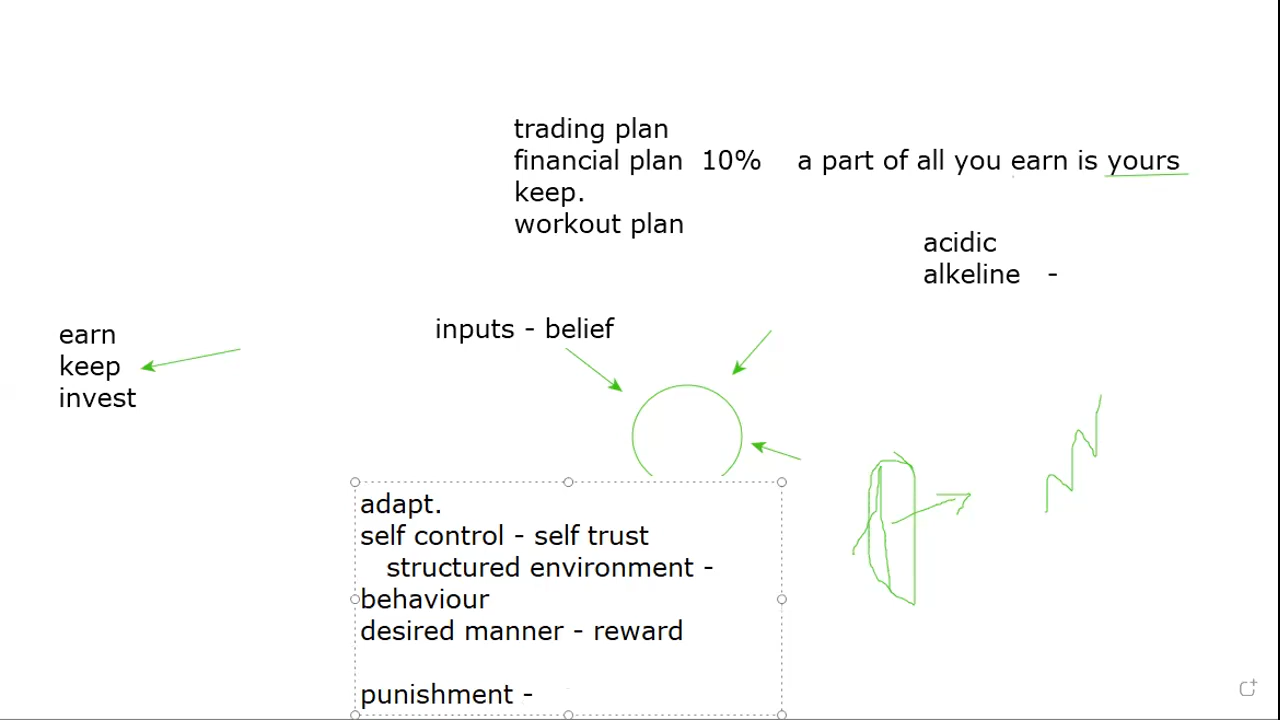 trading plan
financial plan 10% a part of all you earn is yours
keep.
workout plan
acidic
alkeline -
earn
keep
invest
inputs - belief
adapt.
self control - self trust
structured environment -
behaviour
desired manner - reward
punishment -